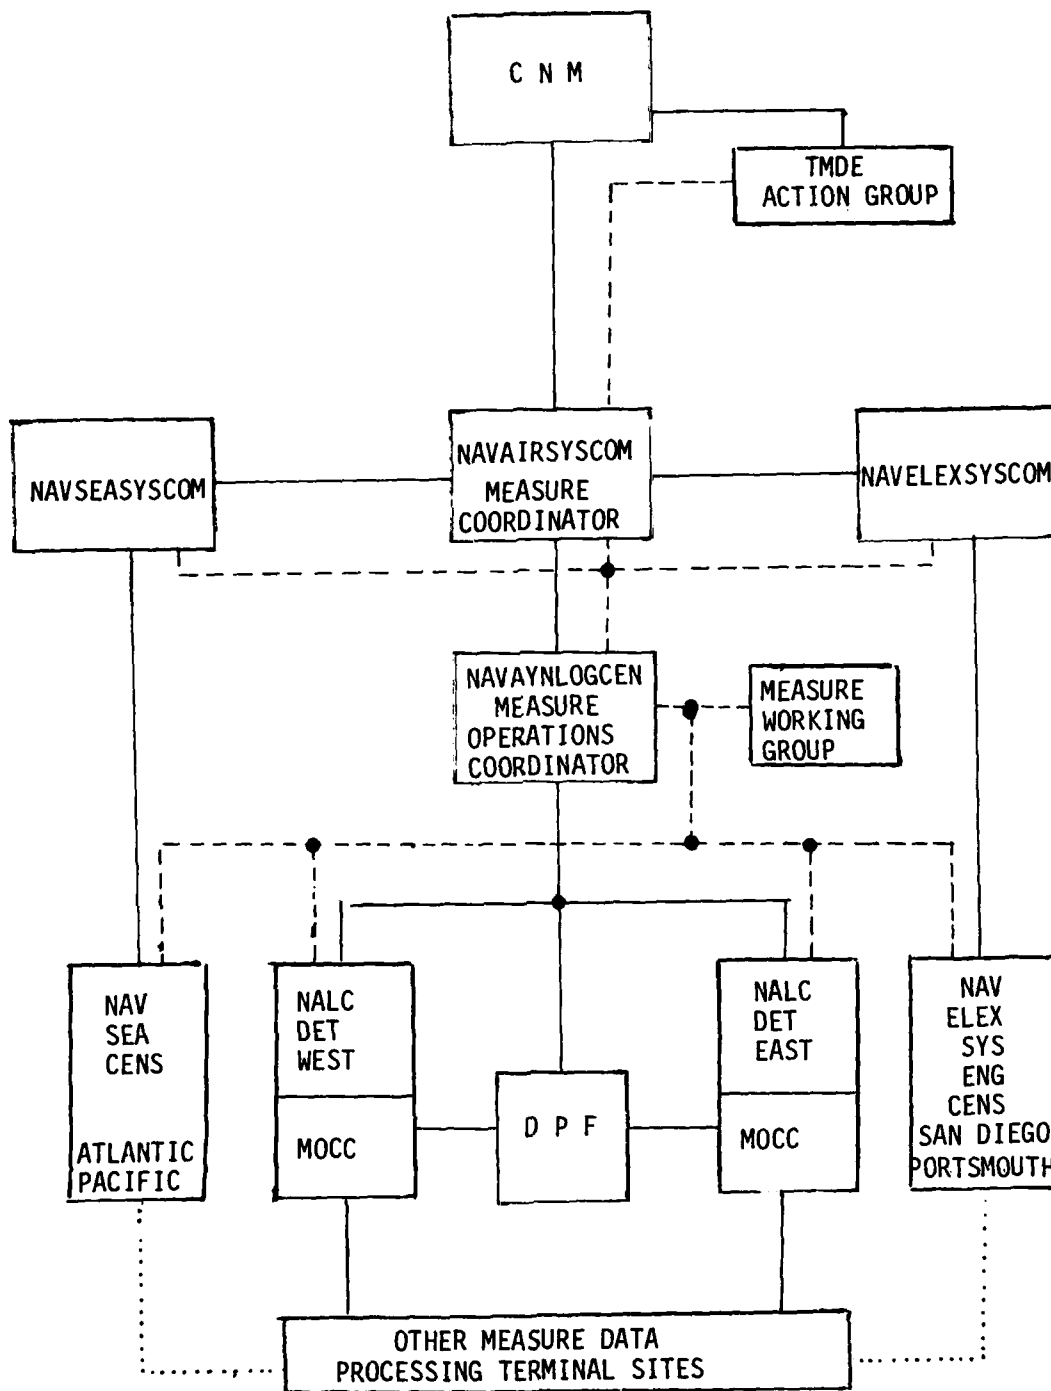 C N M
TMDE
ACTION GROUP
NAVSEASYSCOM
NAVAIRSYSCOM
MEASURE
COORDINATOR
NAVELEXSYSCOM
NAVAYNLOGCEN
MEASURE
OPERATIONS
COORDINATOR
MEASURE
WORKING
GROUP
NAV
SEA
CENS
ATLANTIC
PACIFIC
NALC
DET
WEST
MOCC
D P F
NALC
DET
EAST
MOCC
NAV
ELEX
SYS
ENG
CENS
SAN DIEGO
PORTSMOUTH
OTHER MEASURE DATA
PROCESSING TERMINAL SITES